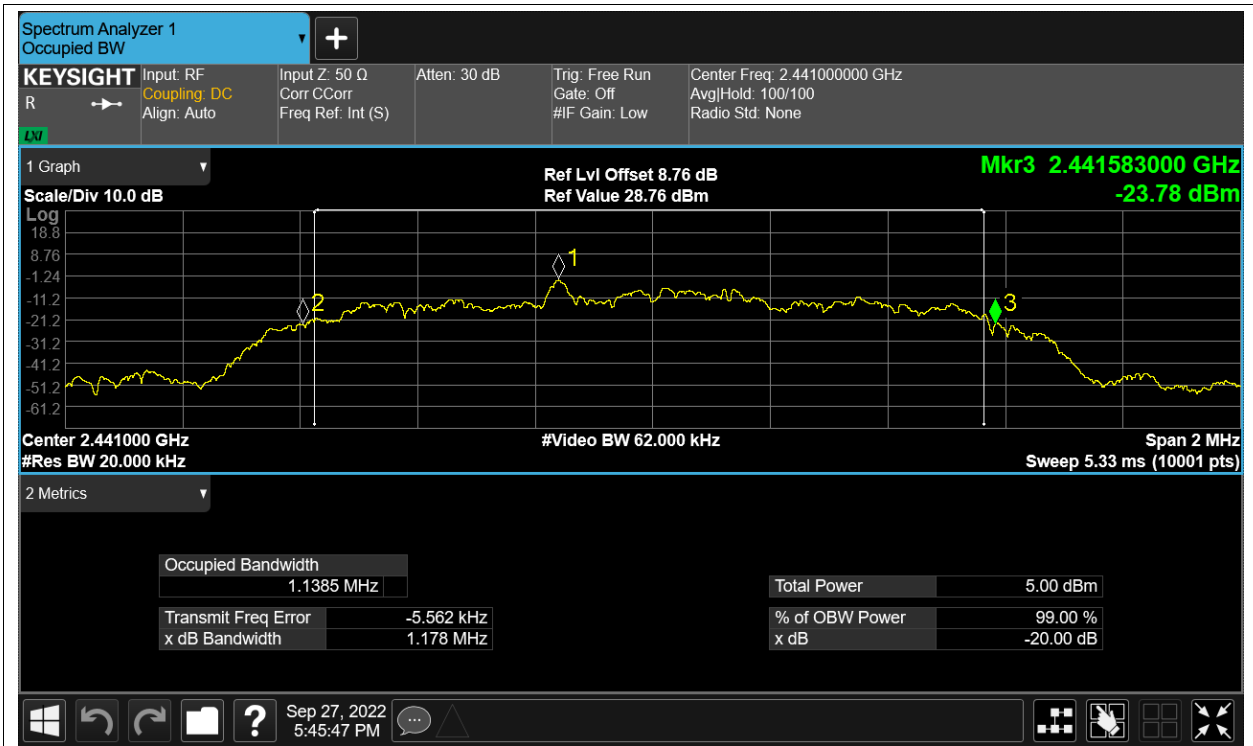 Spectrum Analyzer 1
Occupied BW
+
KEYSIGHT Input: RF Input Z: 50 Ω Atten: 30 dB Trig: Free Run Center Freq: 2.441000000 GHz
R Coupling: DC Corr CCorr Gate: Off Avg|Hold: 100/100
Align: Auto Freq Ref: Int (S) #IF Gain: Low Radio Std: None
LXI
1 Graph Ref Lvl Offset 8.76 dB Mkr3 2.441583000 GHz
Scale/Div 10.0 dB Ref Value 28.76 dBm -23.78 dBm
Log
18.8
8.76
-1.24
-11.2
-21.2
-31.2
-41.2
-51.2
-61.2
1
2
3
Center 2.441000 GHz #Video BW 62.000 kHz Span 2 MHz
#Res BW 20.000 kHz Sweep 5.33 ms (10001 pts)
2 Metrics
Occupied Bandwidth
1.1385 MHz Total Power 5.00 dBm
Transmit Freq Error -5.562 kHz % of OBW Power 99.00 %
x dB Bandwidth 1.178 MHz x dB -20.00 dB
? Sep 27, 2022
5:45:47 PM